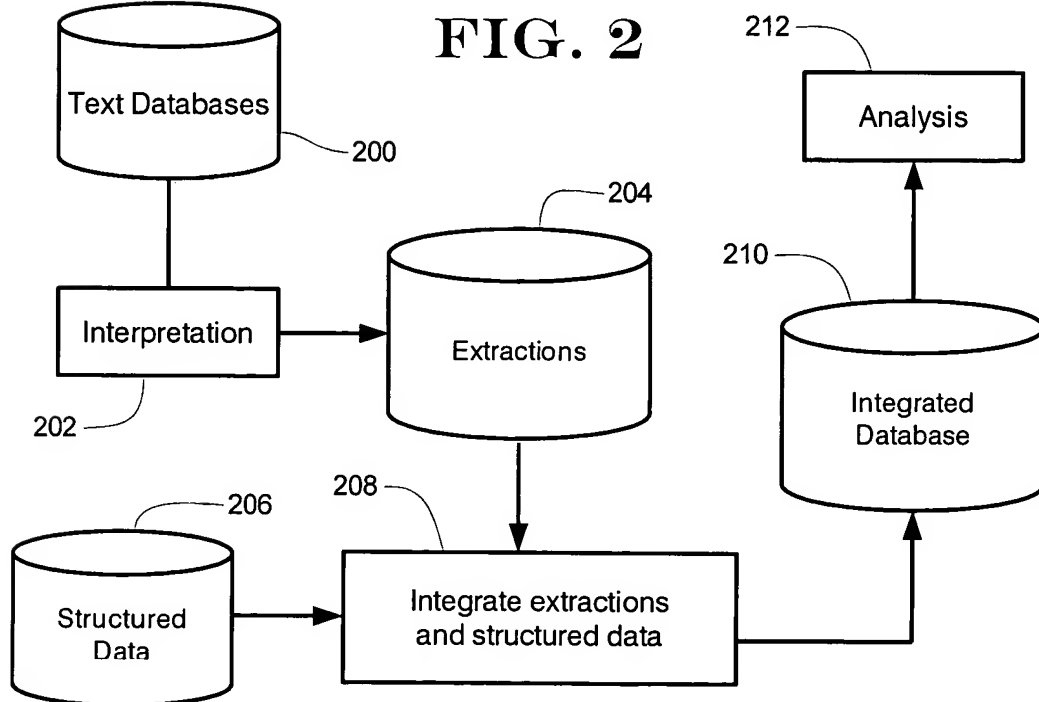 FIG. 2
212
Text Databases
Analysis
200
204
210
Interpretation
Extractions
202
Integrated
Database
208
206
Integrate extractions
and structured data
Structured
Data